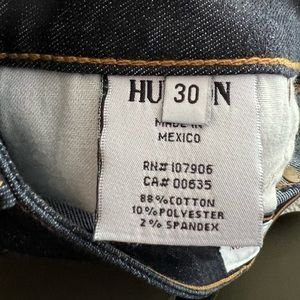 HU
30
N
MADE IN
MEXICO
RN# 107906
CA# 00635
88% COTTON
10% POLYESTER
2% SPANDEX